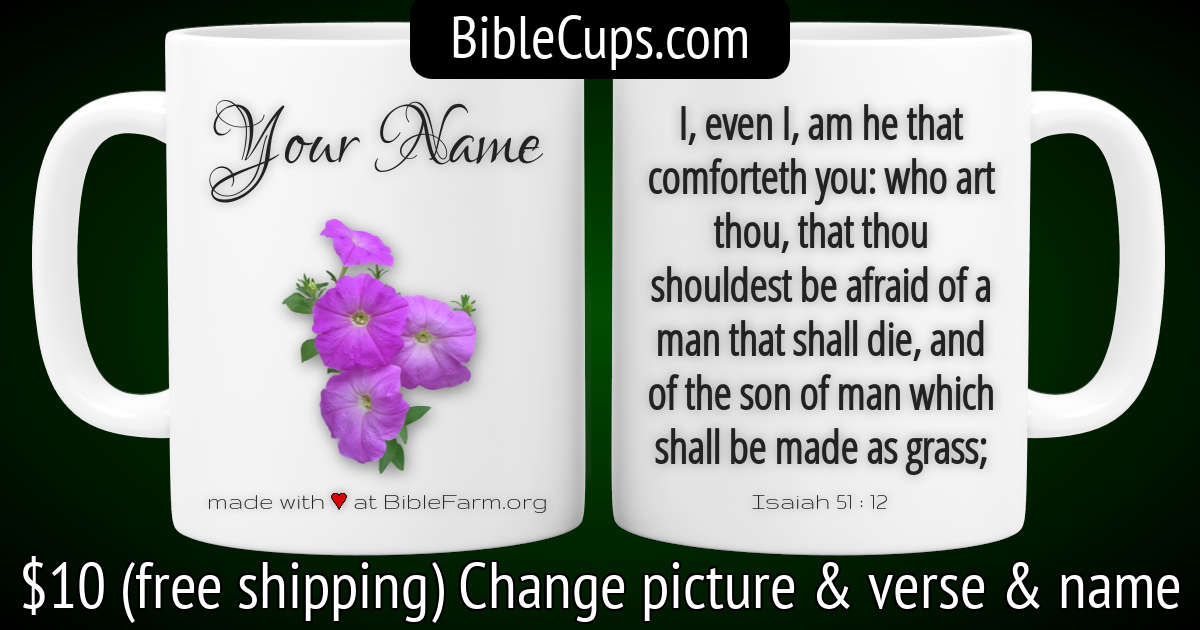 BibleCups.com
Your Name
made with ♥ at BibleFarm.org
I, even I, am he that
comforteth you: who art
thou, that thou
shouldest be afraid of a
man that shall die, and
of the son of man which
shall be made as grass;
Isaiah 51 : 12
$10 (free shipping) Change picture & verse & name